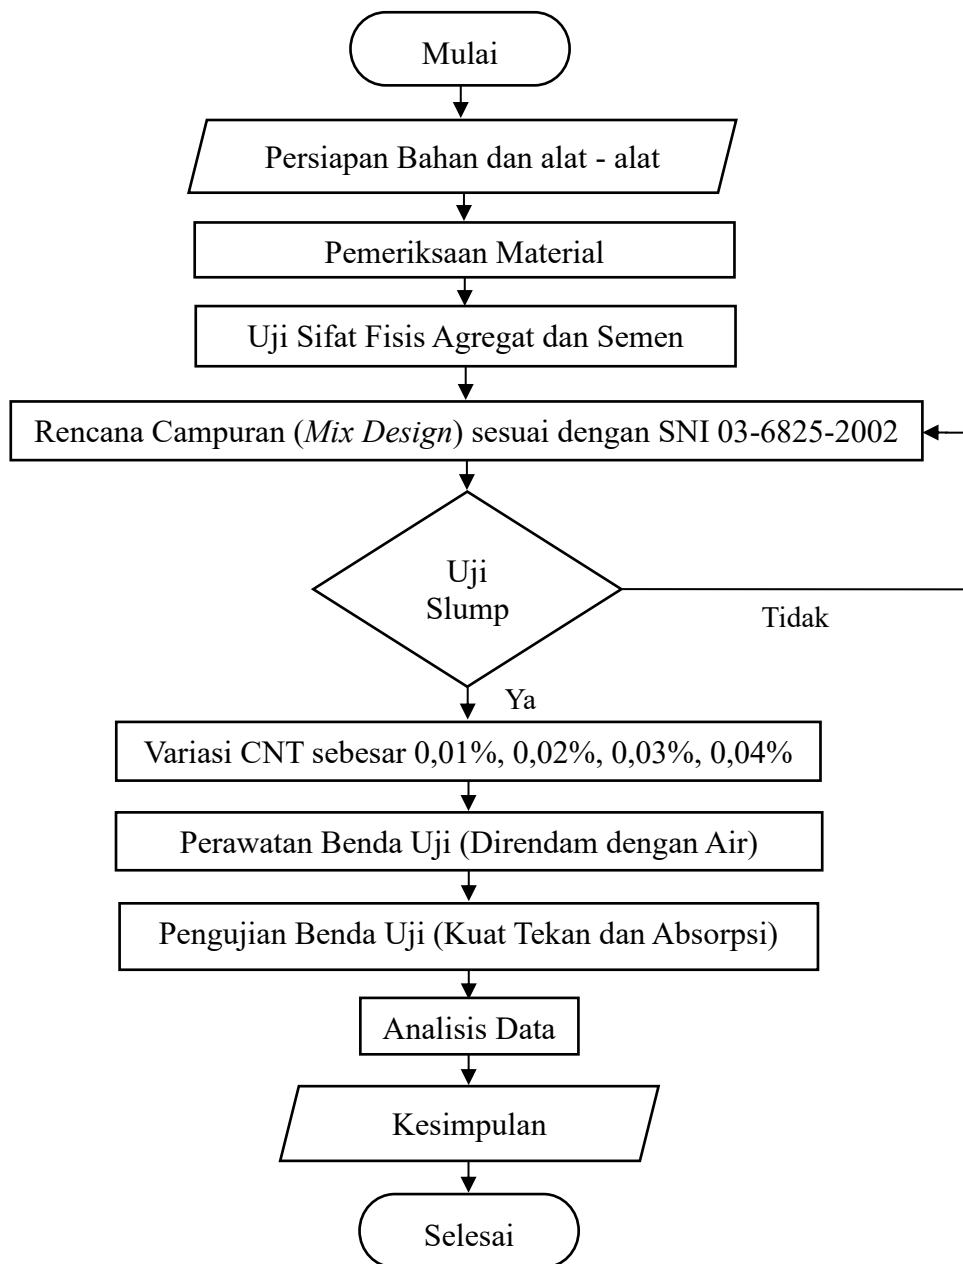 Mulai
Persiapan Bahan dan alat - alat
Pemeriksaan Material
Uji Sifat Fisis Agregat dan Semen
Rencana Campuran (Mix Design) sesuai dengan SNI 03-6825-2002
Uji
Slump
Tidak
Ya
Variasi CNT sebesar 0,01%, 0,02%, 0,03%, 0,04%
Perawatan Benda Uji (Direndam dengan Air)
Pengujian Benda Uji (Kuat Tekan dan Absorpsi)
Analisis Data
Kesimpulan
Selesai